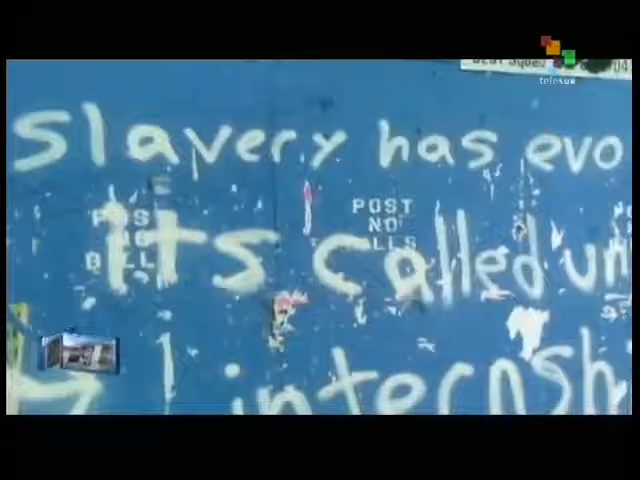 teleSUR
slavery has evo
POST
NO
its called un
internsh